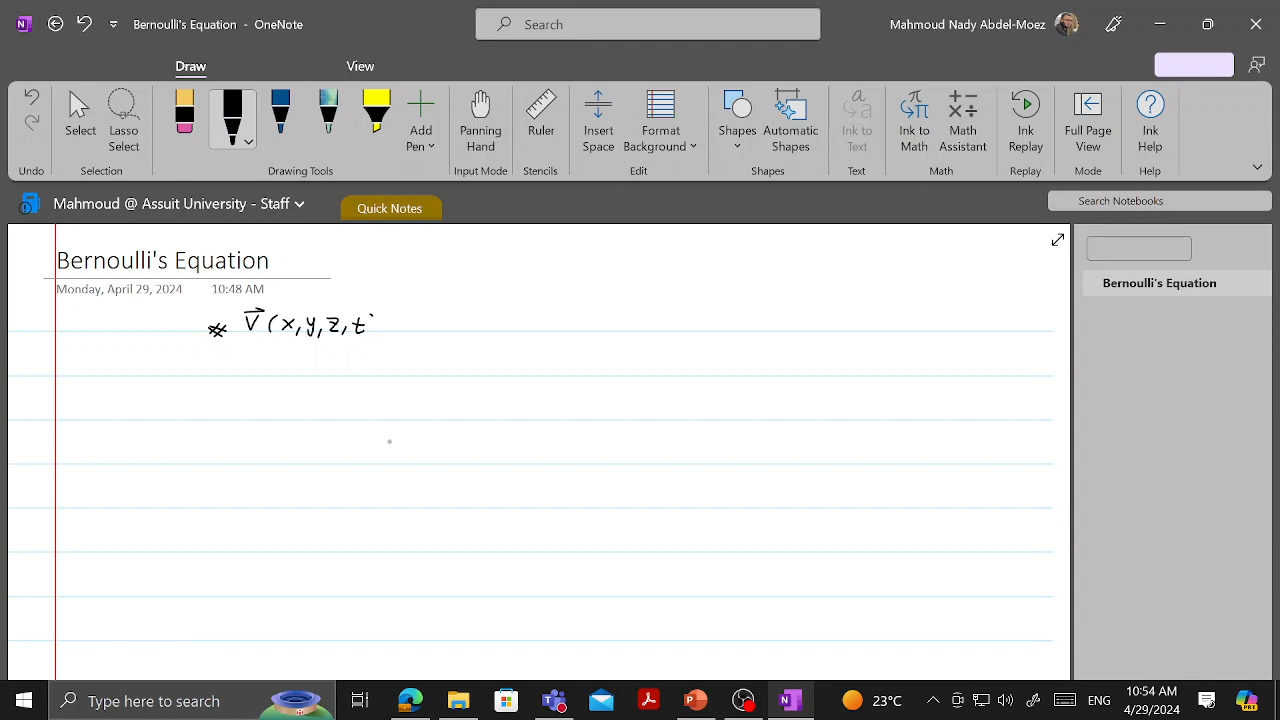 Bernoulli's Equation - OneNote
Search
Mahmoud Nady Abdel-Moez
Draw
View
Select
Lasso Select
Add Pen
Panning Hand
Ruler
Insert Space
Format Background
Shapes
Automatic Shapes
Ink to Text
Ink to Math
Math Assistant
Ink Replay
Full Page View
Ink Help
Undo
Selection
Drawing Tools
Input Mode
Stencils
Edit
Shapes
Text
Math
Replay
Mode
Help
Mahmoud @ Assuit University - Staff
Quick Notes
Search Notebooks
Bernoulli's Equation
Monday, April 29, 2024 10:48 AM
* V⃗ (x,y,z,t
Bernoulli's Equation
Type here to search
23°C
ENG
10:54 AM
4/29/2024
PRE